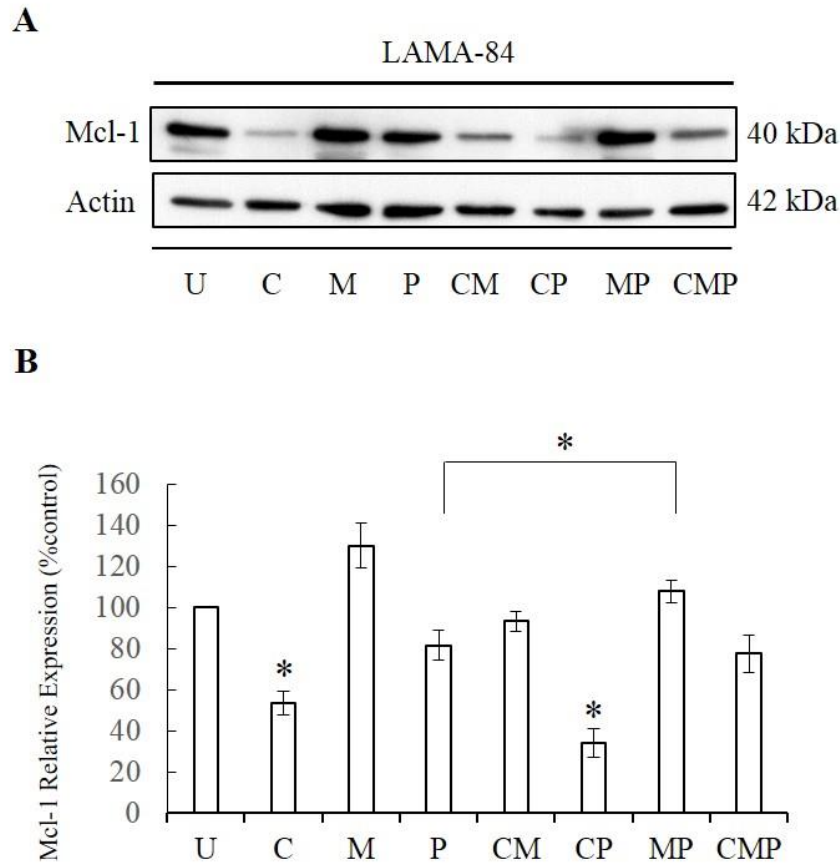 A
LAMA-84
Mcl-1 40 kDa
Actin 42 kDa
U C M P CM CP MP CMP
B
*
Mcl-1 Relative Expression (%control)
160
140
120
100
80
60
40
20
0
* *
U C M P CM CP MP CMP